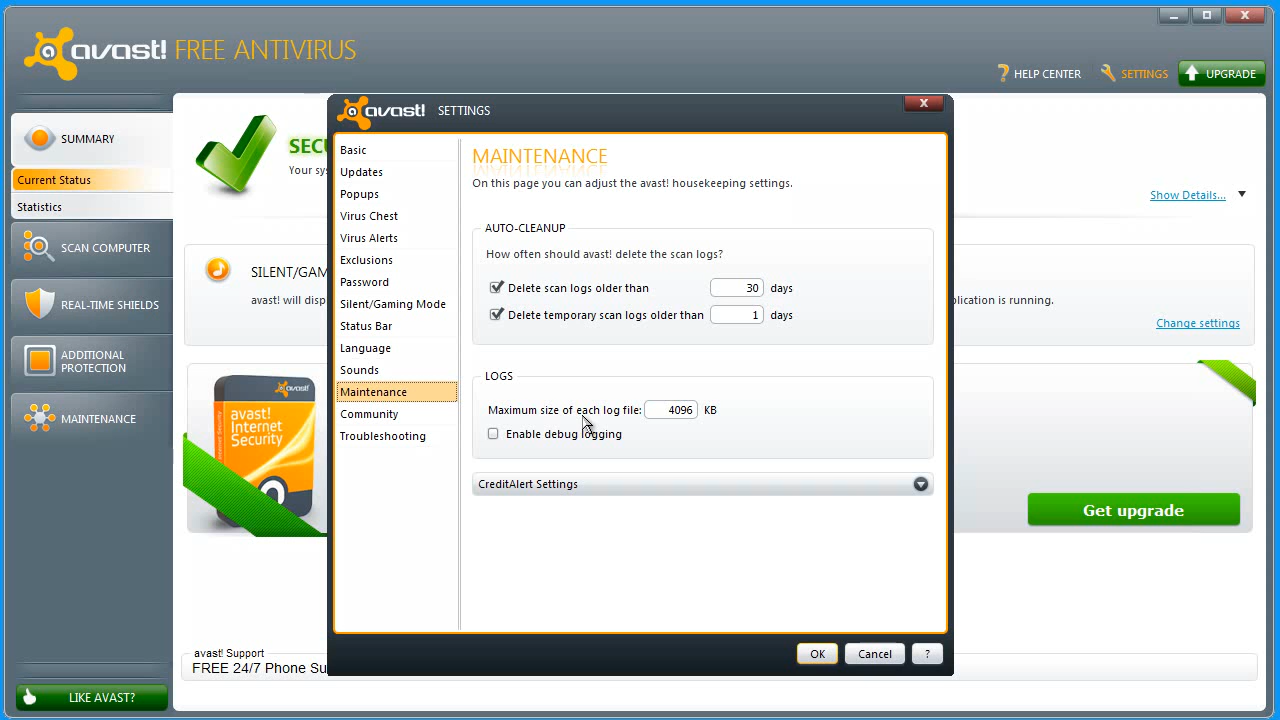 avast! FREE ANTIVIRUS
HELP CENTER
SETTINGS
UPGRADE
SUMMARY
Current Status
Statistics
SCAN COMPUTER
REAL-TIME SHIELDS
ADDITIONAL
PROTECTION
MAINTENANCE
LIKE AVAST?
Your sy
Show Details...
SILENT/GAM
avast! will disp
plication is running.
Change settings
avast!
avast!
Internet
Security
Internet Security
Get upgrade
avast! Support
FREE 24/7 Phone Su
avast! SETTINGS
Basic
Updates
Popups
Virus Chest
Virus Alerts
Exclusions
Password
Silent/Gaming Mode
Status Bar
Language
Sounds
Maintenance
Community
Troubleshooting
MAINTENANCE
On this page you can adjust the avast! housekeeping settings.
AUTO-CLEANUP
How often should avast! delete the scan logs?
Delete scan logs older than 30 days
Delete temporary scan logs older than 1 days
LOGS
Maximum size of each log file: 4096 KB
Enable debug logging
CreditAlert Settings
OK
Cancel
?